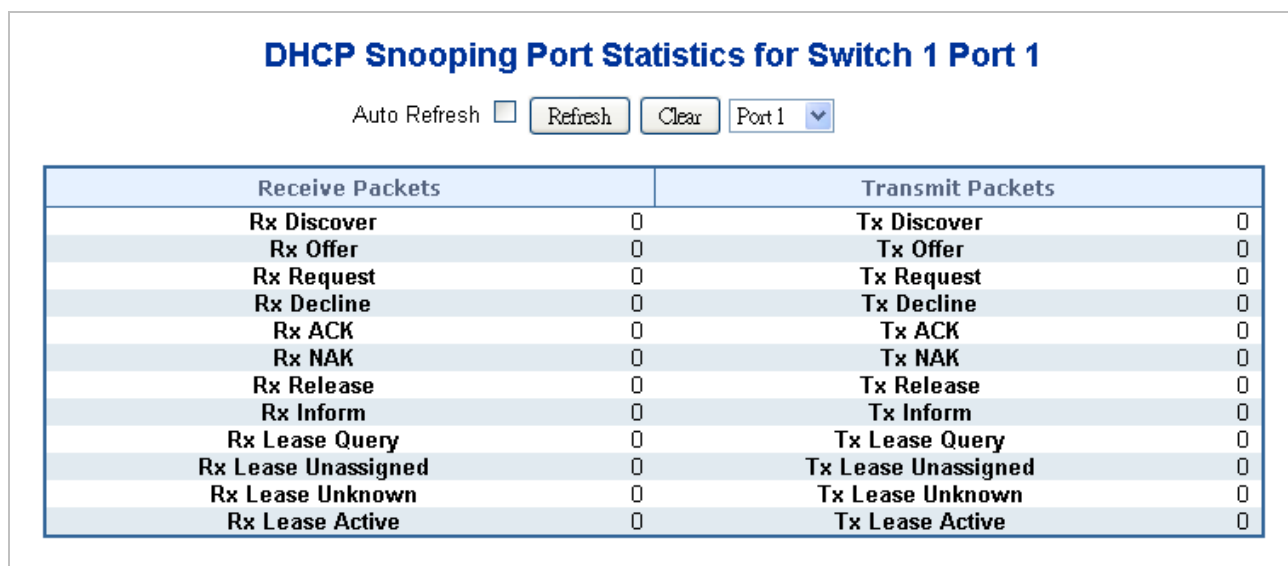 DHCP Snooping Port Statistics for Switch 1 Port 1
Auto Refresh Refresh Clear Port 1
Receive Packets Transmit Packets
Rx Discover 0 Tx Discover 0
Rx Offer 0 Tx Offer 0
Rx Request 0 Tx Request 0
Rx Decline 0 Tx Decline 0
Rx ACK 0 Tx ACK 0
Rx NAK 0 Tx NAK 0
Rx Release 0 Tx Release 0
Rx Inform 0 Tx Inform 0
Rx Lease Query 0 Tx Lease Query 0
Rx Lease Unassigned 0 Tx Lease Unassigned 0
Rx Lease Unknown 0 Tx Lease Unknown 0
Rx Lease Active 0 Tx Lease Active 0